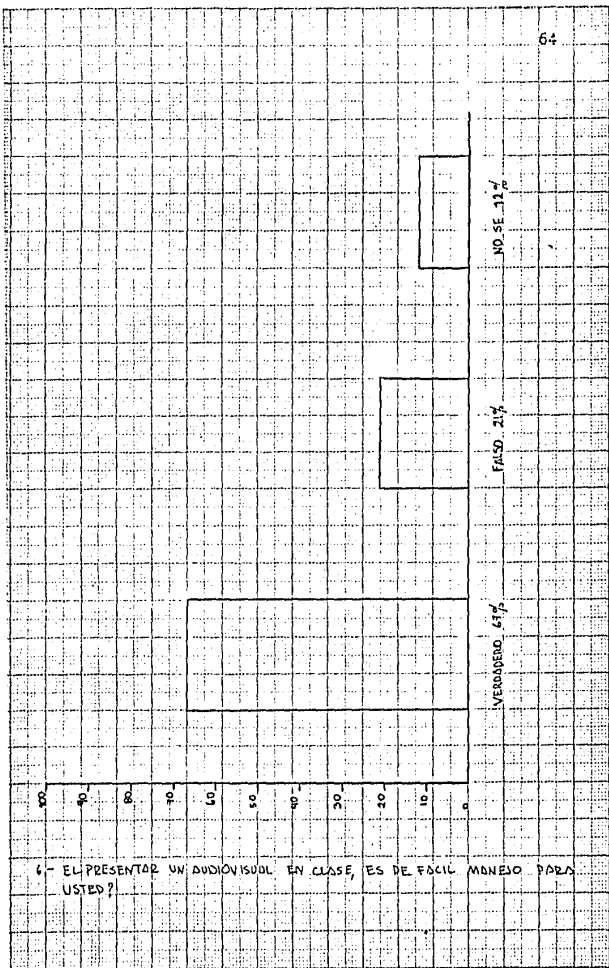 64
NO SE 12%
FALSO 21%
VERDADERO 67%
100
90
80
70
60
50
40
30
20
10
0
6.- EL PRESENTAR UN AUDIOVISUAL EN CLASE, ES DE FACIL MANEJO PARA
USTED?